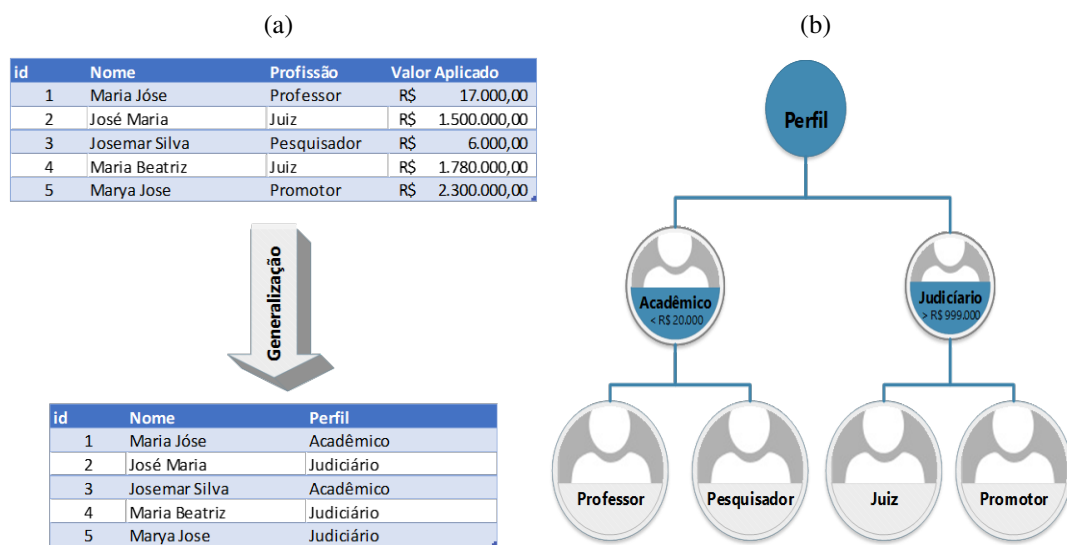 (a)
id Nome Profissão Valor Aplicado
1 Maria Jóse Professor R$ 17.000,00
2 José Maria Juiz R$ 1.500.000,00
3 Josemar Silva Pesquisador R$ 6.000,00
4 Maria Beatriz Juiz R$ 1.780.000,00
5 Marya Jose Promotor R$ 2.300.000,00
Generalização
id Nome Perfil
1 Maria Jóse Acadêmico
2 José Maria Judiciário
3 Josemar Silva Acadêmico
4 Maria Beatriz Judiciário
5 Marya Jose Judiciário
(b)
Perfil
Acadêmico
< R$ 20.000
Judicíario
> R$ 999.000
Professor
Pesquisador
Juiz
Promotor